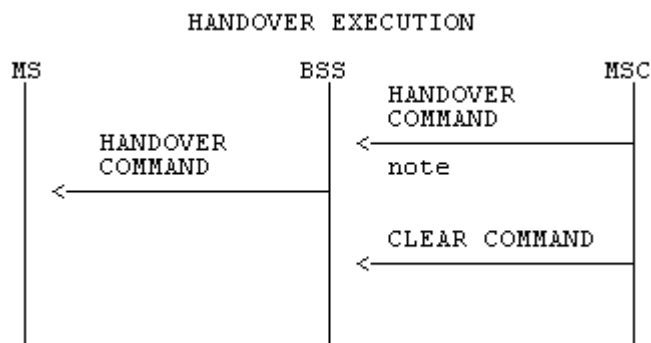 HANDOVER EXECUTION
MS BSS MSC
HANDOVER
COMMAND
note
HANDOVER
COMMAND
CLEAR COMMAND